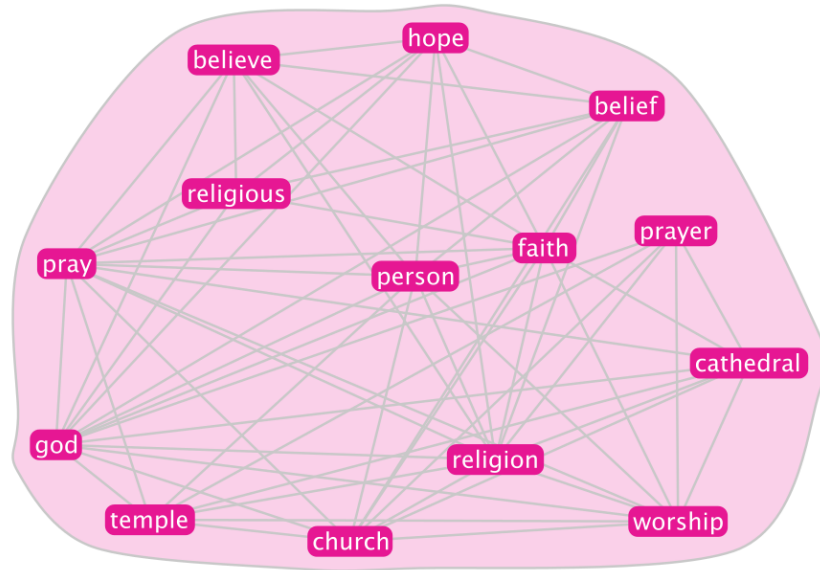 hope
believe
belief
religious
prayer
faith
pray
person
cathedral
god
religion
temple
worship
church